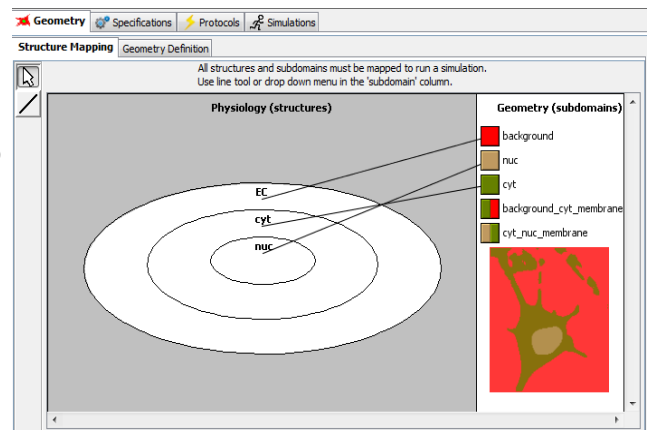 Geometry Specifications Protocols Simulations
Structure Mapping Geometry Definition
All structures and subdomains must be mapped to run a simulation.
Use line tool or drop down menu in the 'subdomain' column.
Physiology (structures) Geometry (subdomains)
background
nuc
cyt
background_cyt_membrane
cyt_nuc_membrane
EC
cyt
nuc